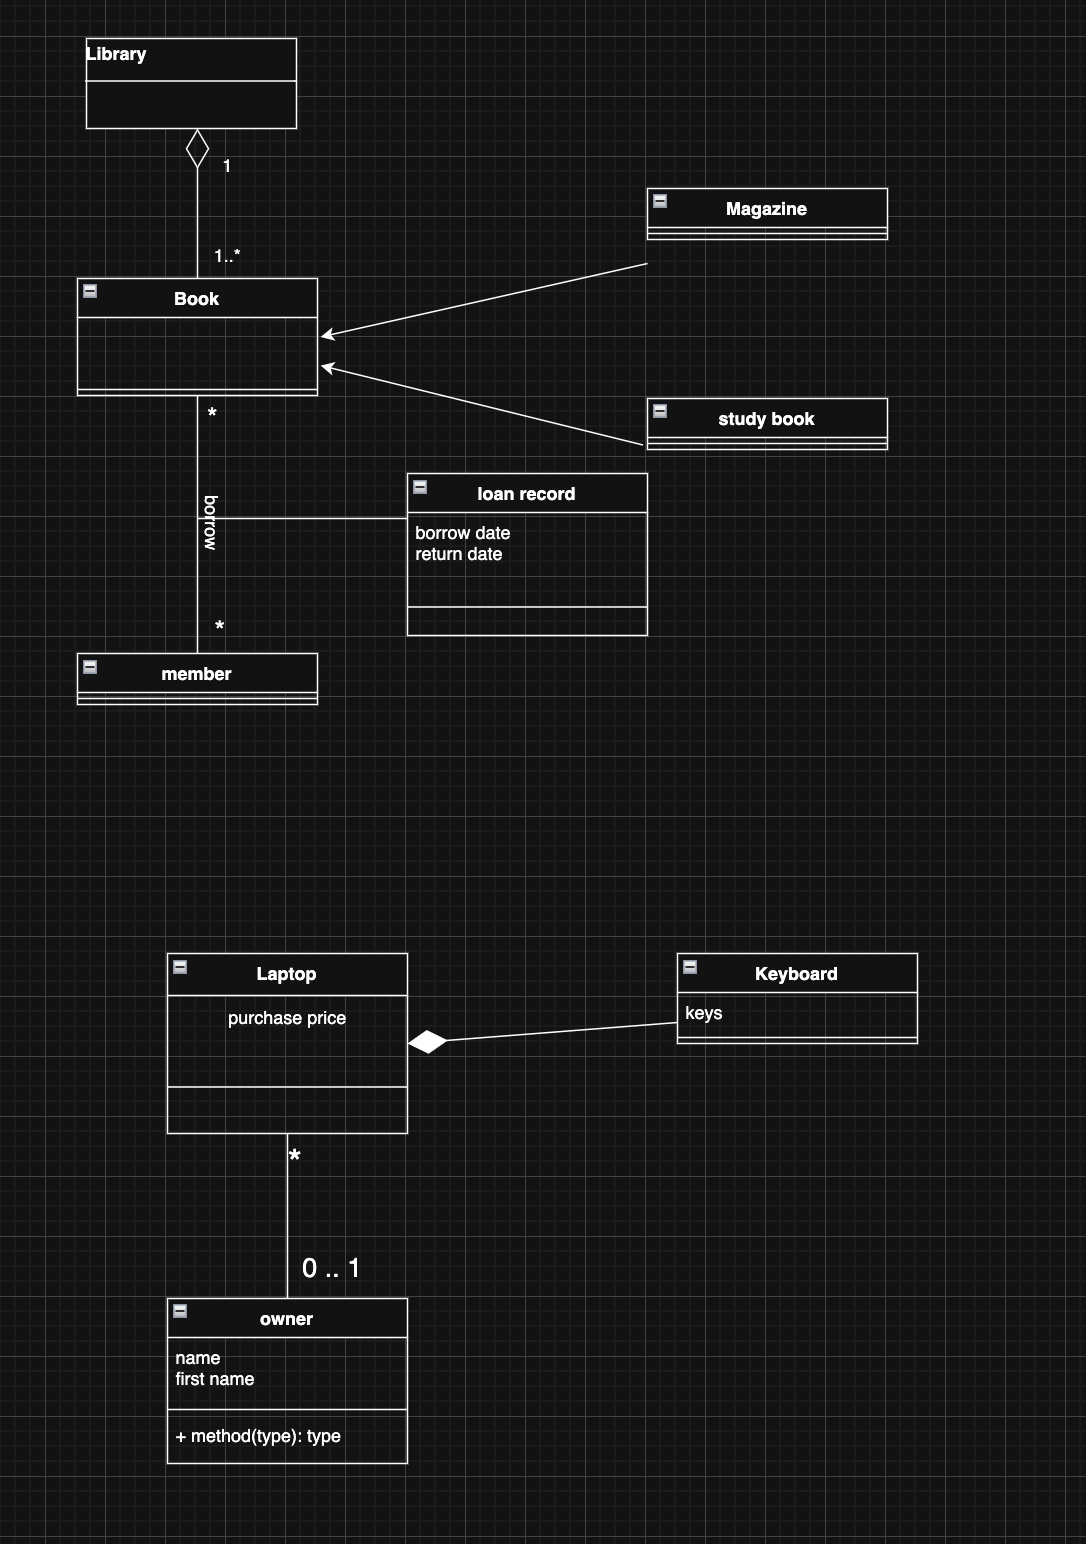 Library
1
1..*
Magazine
Book
study book
*
loan record
borrow
borrow date
return date
*
member
Laptop
purchase price
Keyboard
keys
*
0 .. 1
owner
name
first name
+ method(type): type